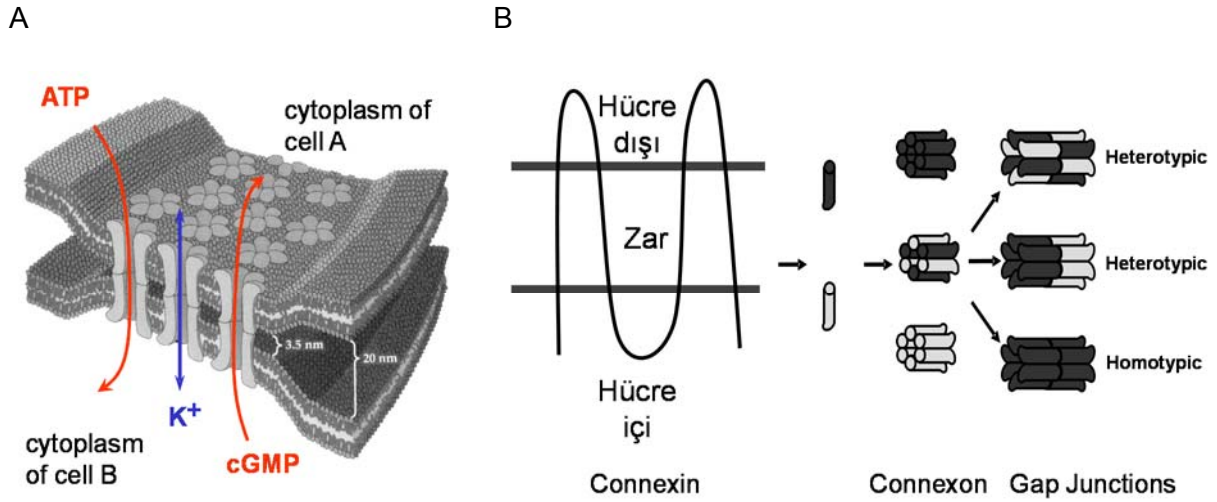 A
B
ATP
cytoplasm of
cell A
3.5 nm
20 nm
K+
cytoplasm
of cell B
cGMP
Hücre
dışı
Zar
Hücre
içi
Heterotypic
Heterotypic
Homotypic
Connexin
Connexon
Gap Junctions